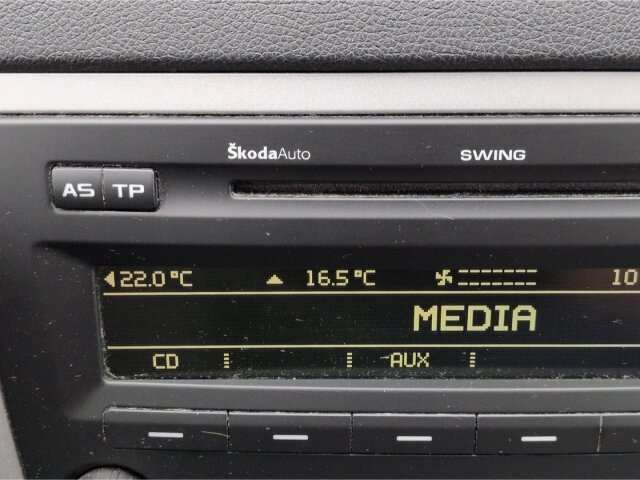 ŠkodaAuto SWING
AS TP
22.0°C 16.5°C 10
MEDIA
CD AUX